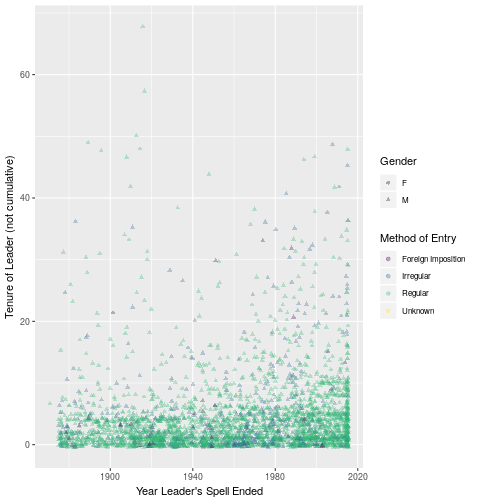 60
40
20
0
Tenure of Leader (not cumulative)
1900
1940
1980
2020
Year Leader's Spell Ended
Gender
F
M
Method of Entry
Foreign Imposition
Irregular
Regular
Unknown